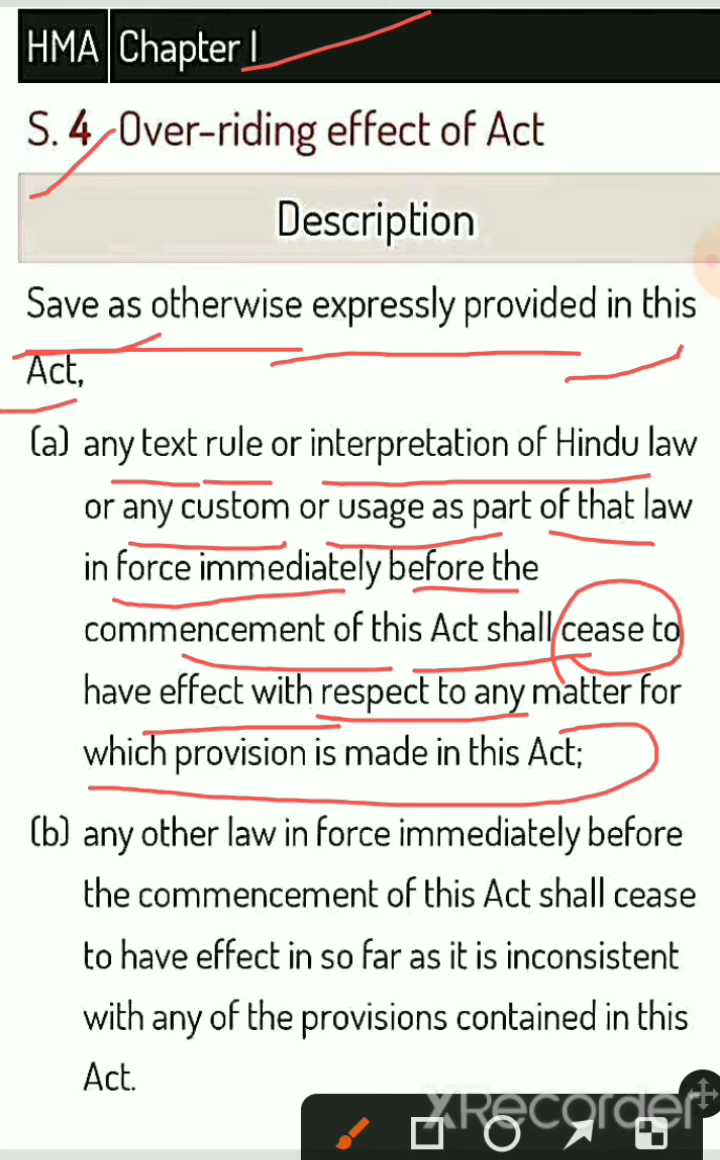 HMA Chapter I
S. 4 Over-riding effect of Act
Description
Save as otherwise expressly provided in this
Act,
(a) any text rule or interpretation of Hindu law
or any custom or usage as part of that law
in force immediately before the
commencement of this Act shall cease to
have effect with respect to any matter for
which provision is made in this Act;
(b) any other law in force immediately before
the commencement of this Act shall cease
to have effect in so far as it is inconsistent
with any of the provisions contained in this
Act.
XRecorder